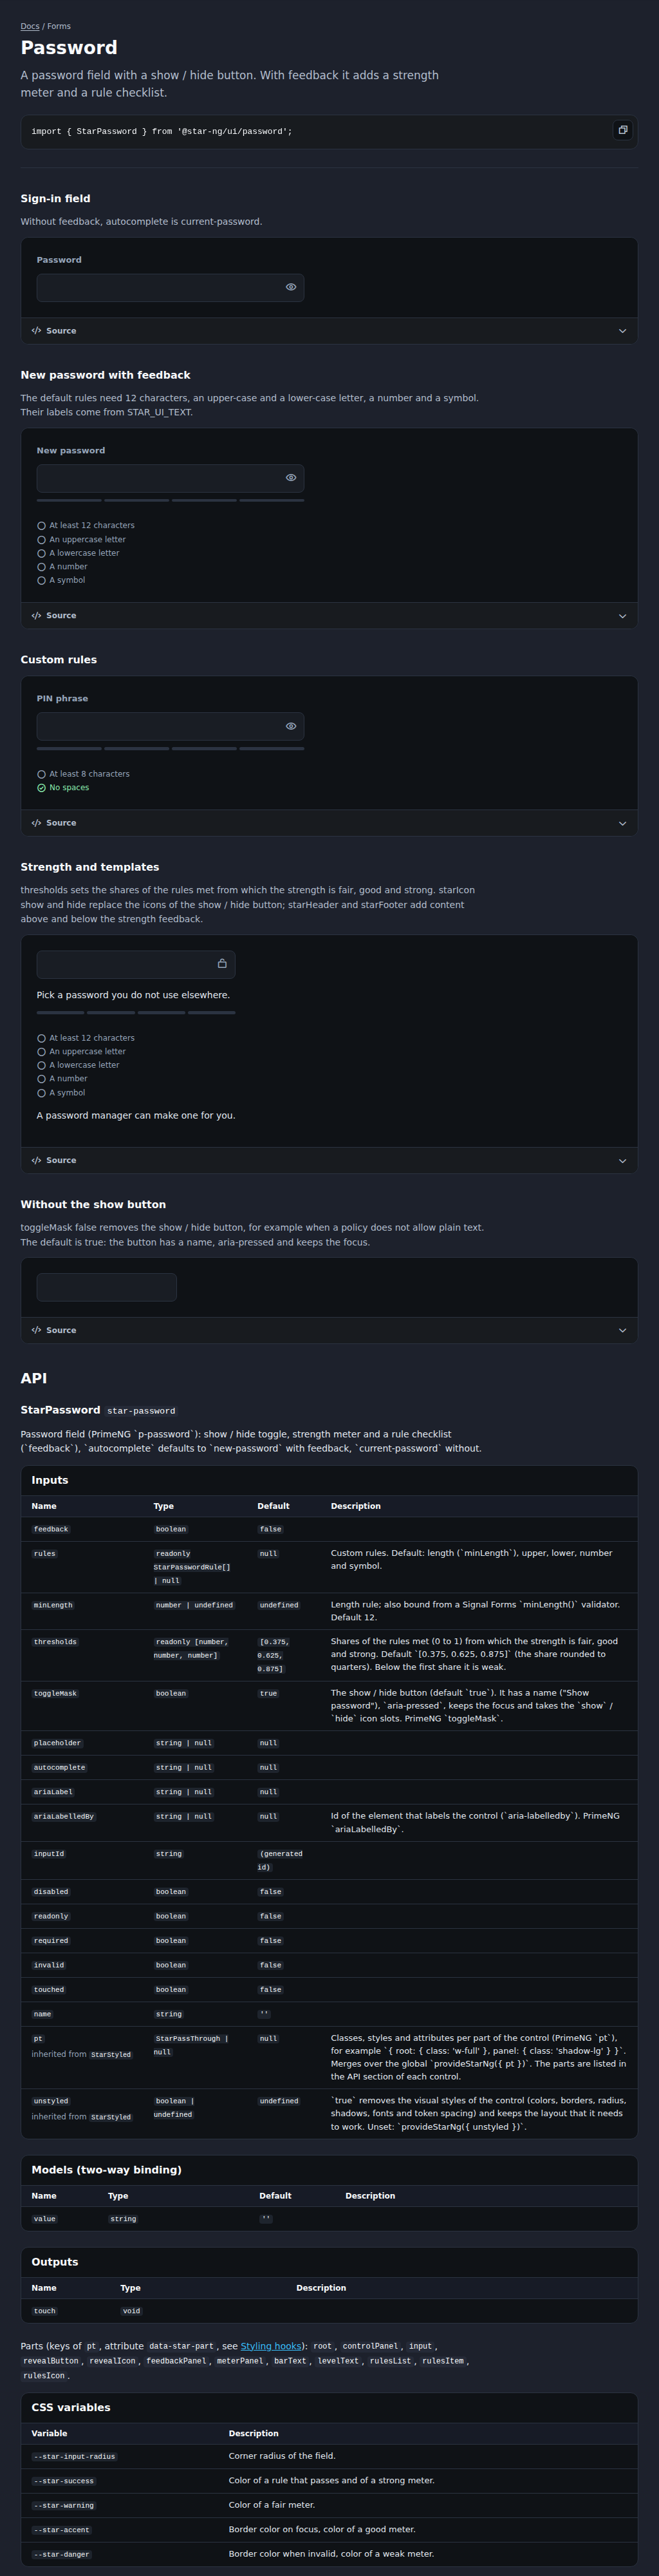 Docs / Forms
Password
A password field with a show / hide button. With feedback it adds a strength
meter and a rule checklist.
import { StarPassword } from '@star-ng/ui/password';
Sign-in field
Without feedback, autocomplete is current-password.
Password
Source
New password with feedback
The default rules need 12 characters, an upper-case and a lower-case letter, a number and a symbol.
Their labels come from STAR_UI_TEXT.
New password
At least 12 characters
An uppercase letter
A lowercase letter
A number
A symbol
Source
Custom rules
PIN phrase
At least 8 characters
No spaces
Source
Strength and templates
thresholds sets the shares of the rules met from which the strength is fair, good and strong. starIcon
show and hide replace the icons of the show / hide button; starHeader and starFooter add content
above and below the strength feedback.
Pick a password you do not use elsewhere.
At least 12 characters
An uppercase letter
A lowercase letter
A number
A symbol
A password manager can make one for you.
Source
Without the show button
toggleMask false removes the show / hide button, for example when a policy does not allow plain text.
The default is true: the button has a name, aria-pressed and keeps the focus.
Source
API
StarPassword star-password
Password field (PrimeNG `p-password`): show / hide toggle, strength meter and a rule checklist
(`feedback`), `autocomplete` defaults to `new-password` with feedback, `current-password` without.
Inputs
Name Type Default Description
feedback boolean false
rules readonly StarPasswordRule[] | null null Custom rules. Default: length (`minLength`), upper, lower, number and symbol.
minLength number | undefined undefined Length rule; also bound from a Signal Forms `minLength()` validator. Default 12.
thresholds readonly [number, number, number] [0.375, 0.625, 0.875] Shares of the rules met (0 to 1) from which the strength is fair, good and strong. Default `[0.375, 0.625, 0.875]` (the share rounded to quarters). Below the first share it is weak.
toggleMask boolean true The show / hide button (default `true`). It has a name ("Show password"), `aria-pressed`, keeps the focus and takes the `show` / `hide` icon slots. PrimeNG `toggleMask`.
placeholder string | null null
autocomplete string | null null
ariaLabel string | null null
ariaLabelledBy string | null null Id of the element that labels the control (`aria-labelledby`). PrimeNG `ariaLabelledBy`.
inputId string (generated id)
disabled boolean false
readonly boolean false
required boolean false
invalid boolean false
touched boolean false
name string ''
pt inherited from StarStyled StarPassThrough | null null Classes, styles and attributes per part of the control (PrimeNG `pt`), for example `{ root: { class: 'w-full' }, panel: { class: 'shadow-lg' } }`. Merges over the global `provideStarNg({ pt })`. The parts are listed in the API section of each control.
unstyled inherited from StarStyled boolean | undefined undefined `true` removes the visual styles of the control (colors, borders, radius, shadows, fonts and token spacing) and keeps the layout that it needs to work. Unset: `provideStarNg({ unstyled })`.
Models (two-way binding)
Name Type Default Description
value string ''
Outputs
Name Type Description
touch void
Parts (keys of pt, attribute data-star-part, see Styling hooks): root, controlPanel, input,
revealButton, revealIcon, feedbackPanel, meterPanel, barText, levelText, rulesList, rulesItem,
rulesIcon.
CSS variables
Variable Description
--star-input-radius Corner radius of the field.
--star-success Color of a rule that passes and of a strong meter.
--star-warning Color of a fair meter.
--star-accent Border color on focus, color of a good meter.
--star-danger Border color when invalid, color of a weak meter.